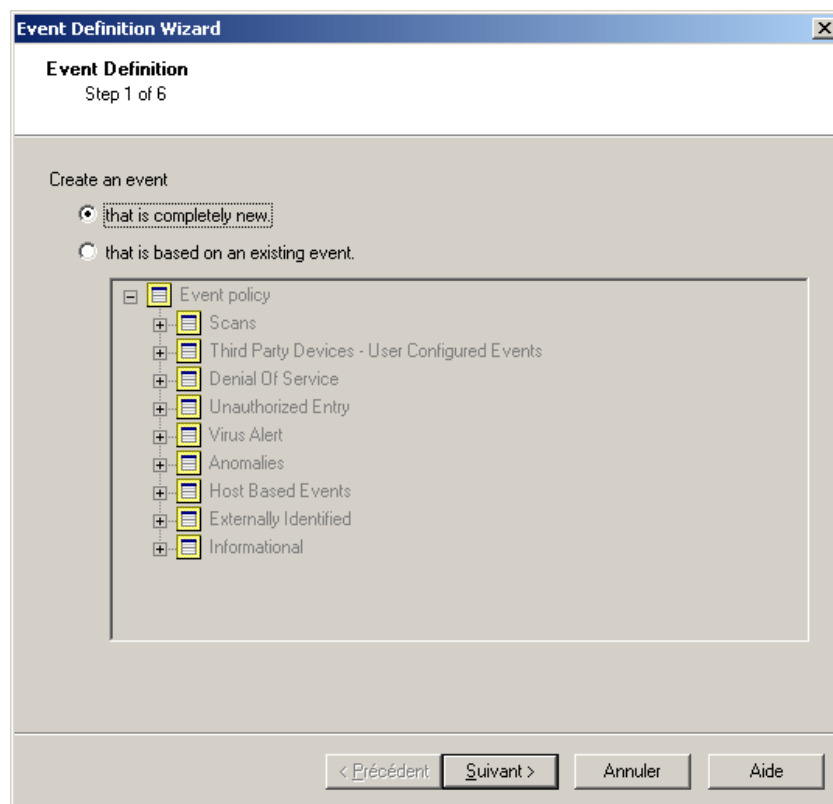 Event Definition Wizard
Event Definition
Step 1 of 6
Create an event
that is completely new.
that is based on an existing event.
Event policy
Scans
Third Party Devices - User Configured Events
Denial Of Service
Unauthorized Entry
Virus Alert
Anomalies
Host Based Events
Externally Identified
Informational
< Précédent Suivant > Annuler Aide